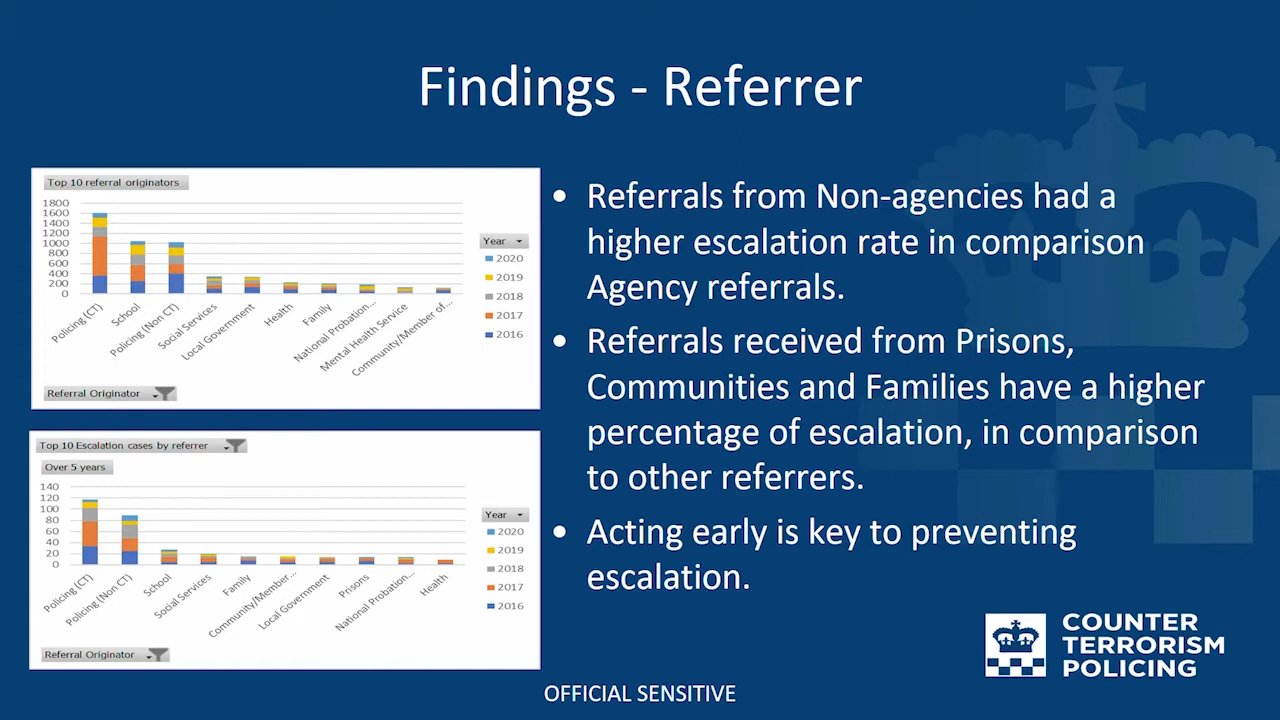 Findings - Referrer
Top 10 referral originators
1800
1600
1400
1200
1000
800
600
400
200
0
Policing (CT)
School
Policing (Non CT)
Social Services
Local Government
Health
Family
National Probation...
Mental Health Service
Community/Member of...
Year
2020
2019
2018
2017
2016
Referral Originator
Top 10 Escalation cases by referrer
Over 5 years
140
120
100
80
60
40
20
0
Policing (CT)
Policing (Non CT)
School
Social Services
Family
Community/Member...
Local Government
Prisons
National Probation...
Health
Year
2020
2019
2018
2017
2016
Referral Originator
• Referrals from Non-agencies had a
higher escalation rate in comparison
Agency referrals.
• Referrals received from Prisons,
Communities and Families have a higher
percentage of escalation, in comparison
to other referrers.
• Acting early is key to preventing
escalation.
COUNTER
TERRORISM
POLICING
OFFICIAL SENSITIVE